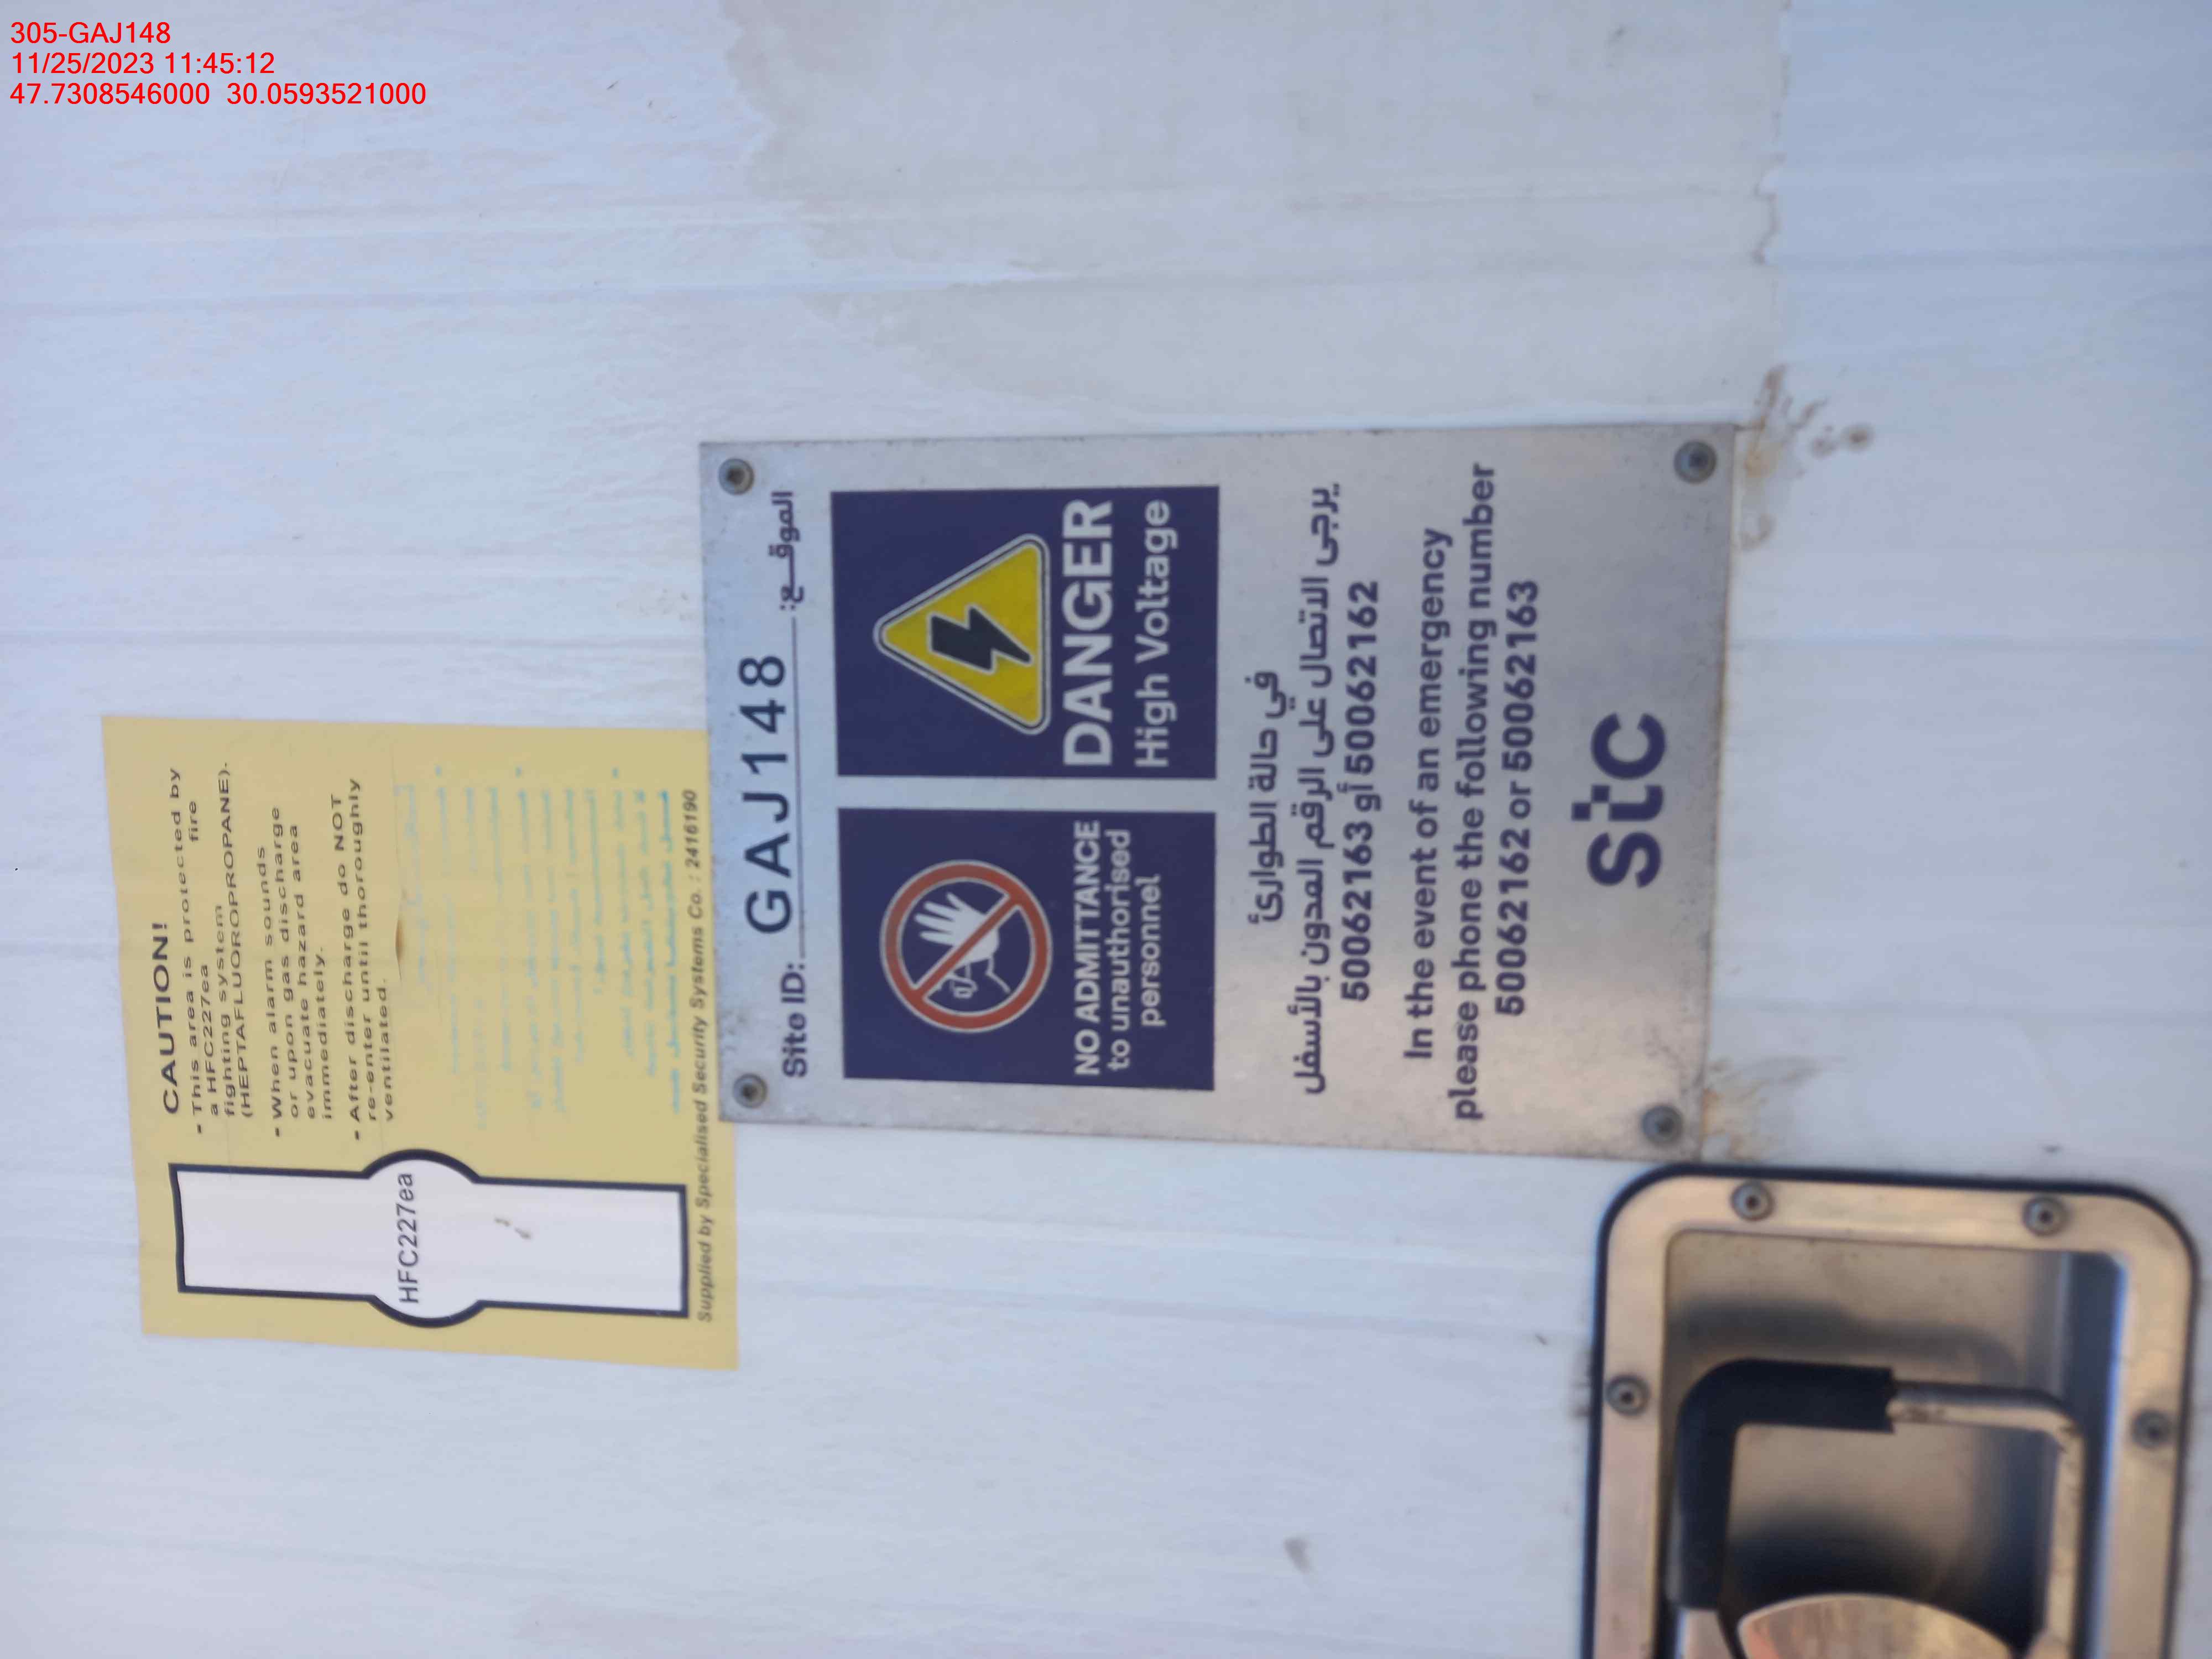 305-GAJ148
11/25/2023 11:45:12
47.7308546000 30.0593521000
CAUTION!
- This area is protected by
a HFC227ea fire
fighting system
(HEPTAFLUOROPROPANE).
- When alarm sounds
or upon gas discharge
evacuate hazard area
immediately.
- After discharge do NOT
re-enter until thoroughly
ventilated.
HFC227ea
Supplied by Specialised Security Systems Co. : 2416190
Site ID: GAJ148 الموقـــع:
NO ADMITTANCE
to unauthorised
personnel
DANGER
High Voltage
في حالة الطوارئ
يرجى الاتصال على الرقم المدون بالأسفل
50062163 أو 50062162
In the event of an emergency
please phone the following number
50062162 or 50062163
stc